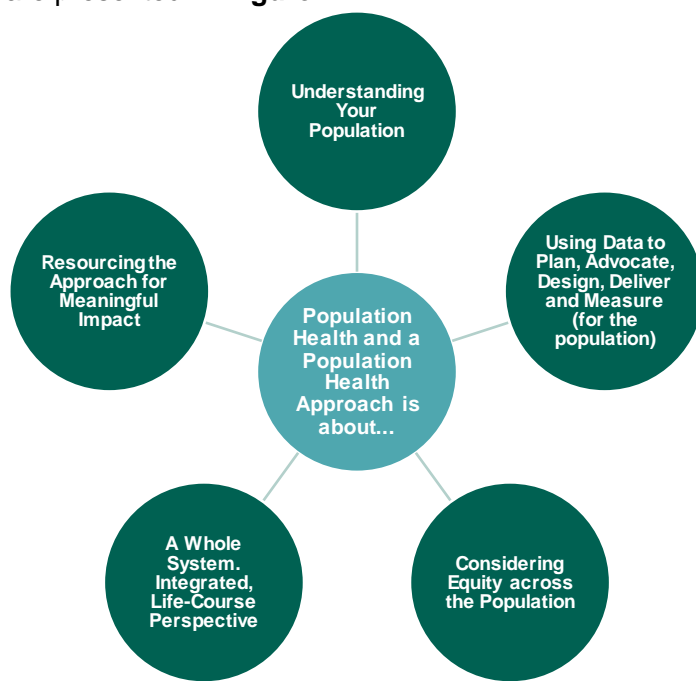 Understanding
Your
Population
Using Data to
Plan, Advocate,
Design, Deliver
and Measure
(for the
population)
Resourcing the
Approach for
Meaningful
Impact
Population
Health and a
Population
Health
Approach is
about...
A Whole
System.
Integrated,
Life-Course
Perspective
Considering
Equity across
the Population